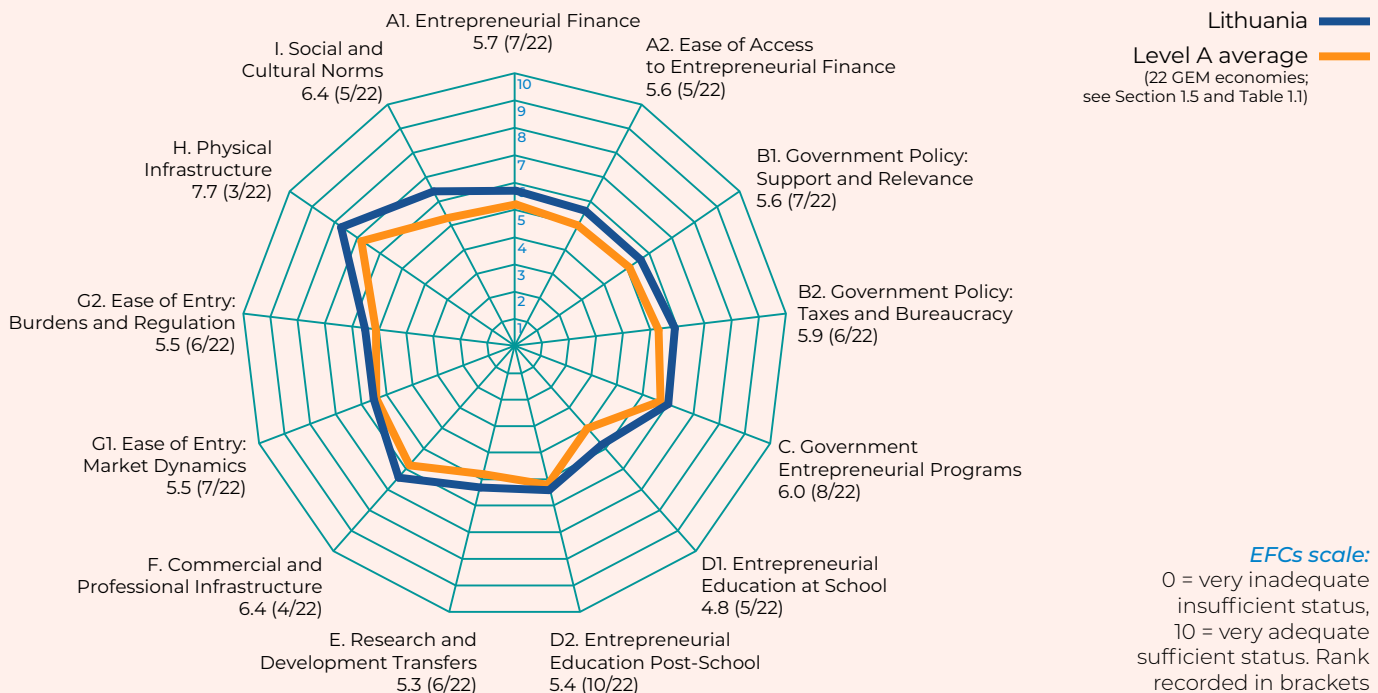 A1. Entrepreneurial Finance
5.7 (7/22)
A2. Ease of Access
to Entrepreneurial Finance
5.6 (5/22)
B1. Government Policy:
Support and Relevance
5.6 (7/22)
B2. Government Policy:
Taxes and Bureaucracy
5.9 (6/22)
C. Government
Entrepreneurial Programs
6.0 (8/22)
D1. Entrepreneurial
Education at School
4.8 (5/22)
D2. Entrepreneurial
Education Post-School
5.4 (10/22)
E. Research and
Development Transfers
5.3 (6/22)
F. Commercial and
Professional Infrastructure
6.4 (4/22)
G1. Ease of Entry:
Market Dynamics
5.5 (7/22)
G2. Ease of Entry:
Burdens and Regulation
5.5 (6/22)
H. Physical
Infrastructure
7.7 (3/22)
I. Social and
Cultural Norms
6.4 (5/22)
10
9
8
7
5
4
3
2
1
Lithuania
Level A average
(22 GEM economies;
see Section 1.5 and Table 1.1)
EFCs scale:
0 = very inadequate
insufficient status,
10 = very adequate
sufficient status. Rank
recorded in brackets